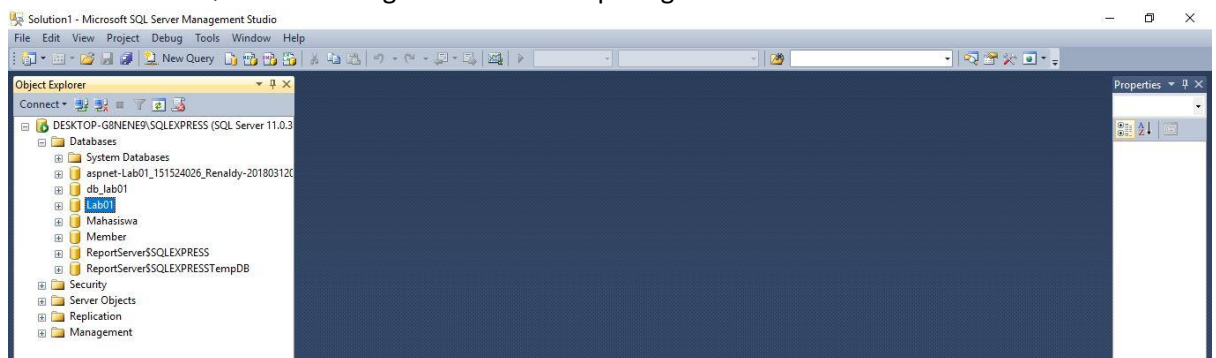 Solution1 - Microsoft SQL Server Management Studio
File Edit View Project Debug Tools Window Help
New Query
Object Explorer
Properties
Connect
DESKTOP-G8NENE9\SQLEXPRESS (SQL Server 11.0.3
Databases
System Databases
aspnet-Lab01_151524026_Renaldy-20180312(
db_lab01
Lab01
Mahasiswa
Member
ReportServer$SQLEXPRESS
ReportServer$SQLEXPRESSTempDB
Security
Server Objects
Replication
Management